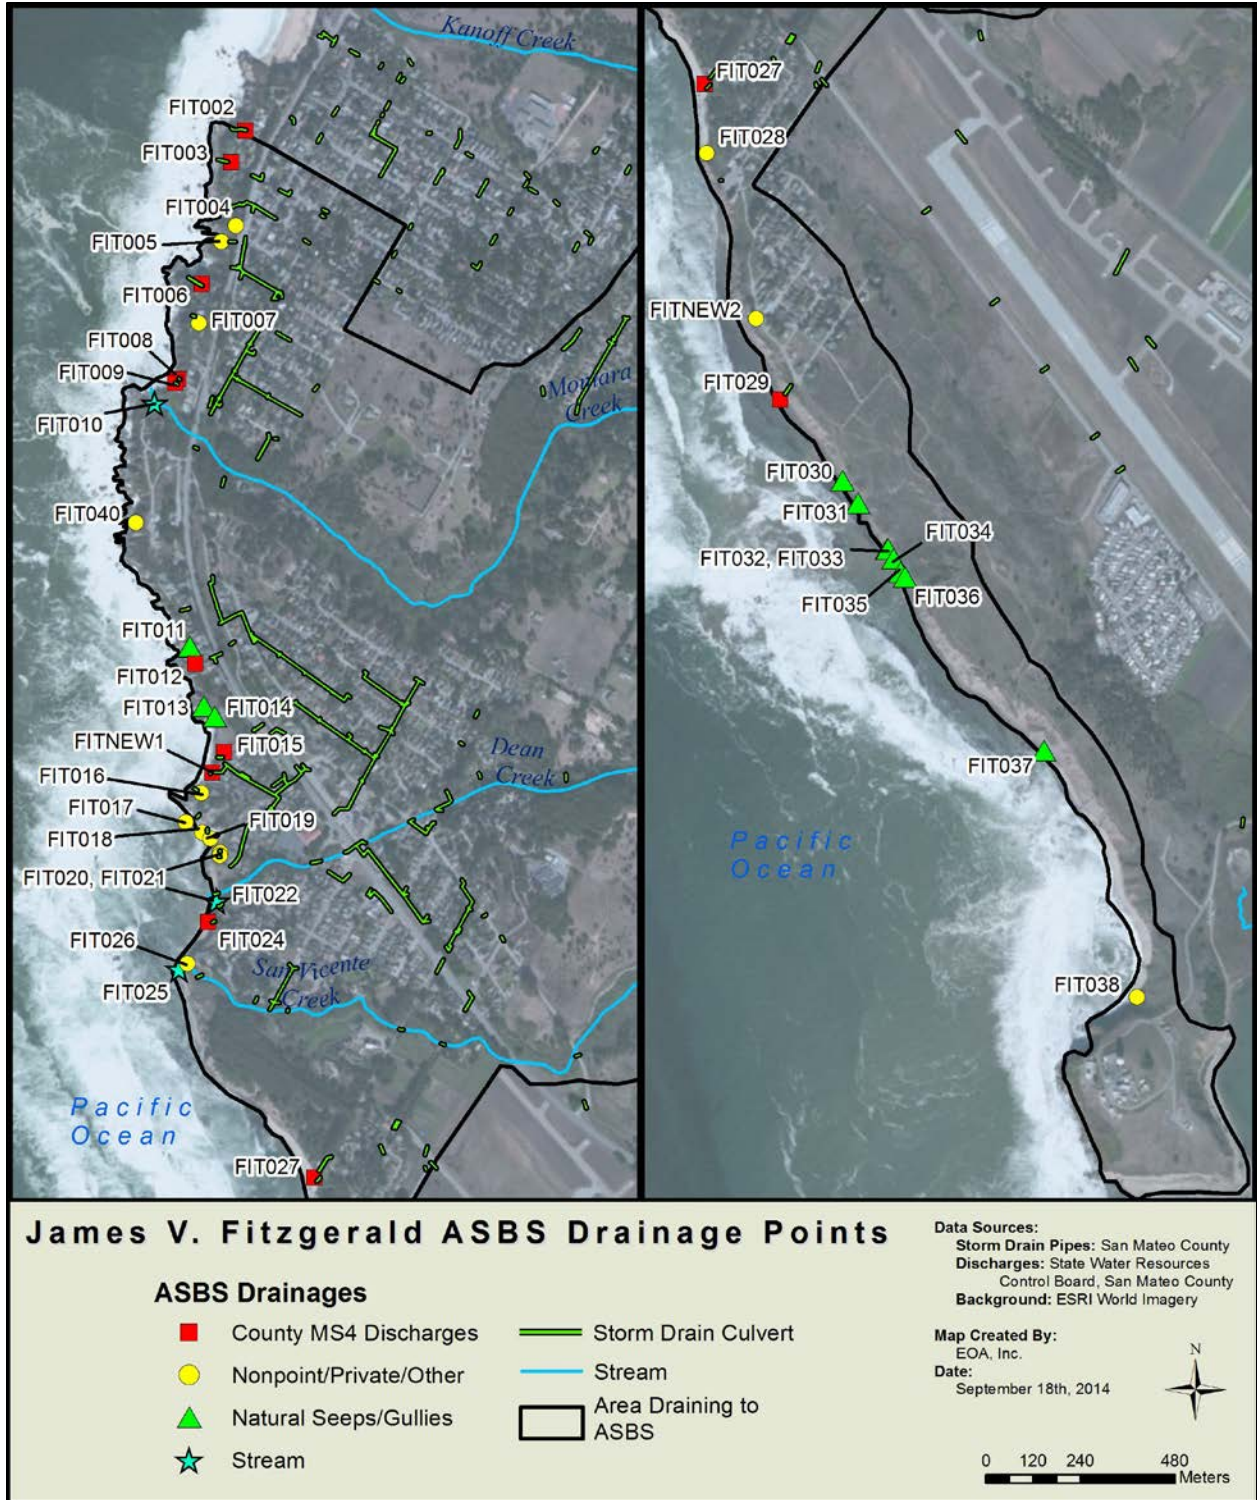 Kanoff Creek
FIT002
FIT003
FIT004
FIT005
FIT006
FIT007
FIT008
FIT009
FIT010
Montara
Creek
FIT040
FIT011
FIT012
FIT013
FIT014
FITNEW1
FIT015
FIT016
FIT017
FIT018
FIT019
FIT020, FIT021
FIT022
Dean
Creek
FIT024
FIT026
FIT025
San Vicente
Creek
Pacific
Ocean
FIT027
FIT027
FIT028
FITNEW2
FIT029
FIT030
FIT031
FIT034
FIT032, FIT033
FIT035
FIT036
FIT037
Pacific
Ocean
FIT038
James V. Fitzgerald ASBS Drainage Points
ASBS Drainages
County MS4 Discharges
Nonpoint/Private/Other
Natural Seeps/Gullies
Stream
Storm Drain Culvert
Stream
Area Draining to
ASBS
Data Sources:
Storm Drain Pipes: San Mateo County
Discharges: State Water Resources
Control Board, San Mateo County
Background: ESRI World Imagery
Map Created By:
EOA, Inc.
Date:
September 18th, 2014
N
0 120 240 480
Meters